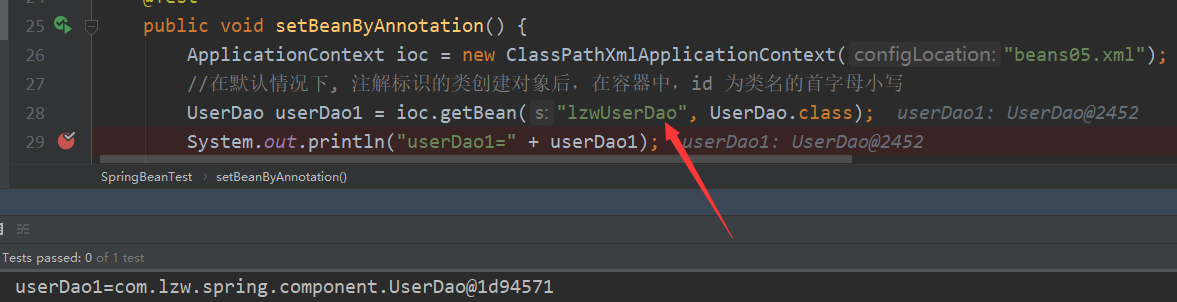 @Test
25 public void setBeanByAnnotation() {
26 ApplicationContext ioc = new ClassPathXmlApplicationContext( configLocation: "beans05.xml");
27 //在默认情况下, 注解标识的类创建对象后，在容器中，id 为类名的首字母小写
28 UserDao userDao1 = ioc.getBean( s: "lzwUserDao", UserDao.class); userDao1: UserDao@2452
29 System.out.println("userDao1=" + userDao1); userDao1: UserDao@2452
SpringBeanTest › setBeanByAnnotation()
Tests passed: 0 of 1 test
userDao1=com.lzw.spring.component.UserDao@1d94571